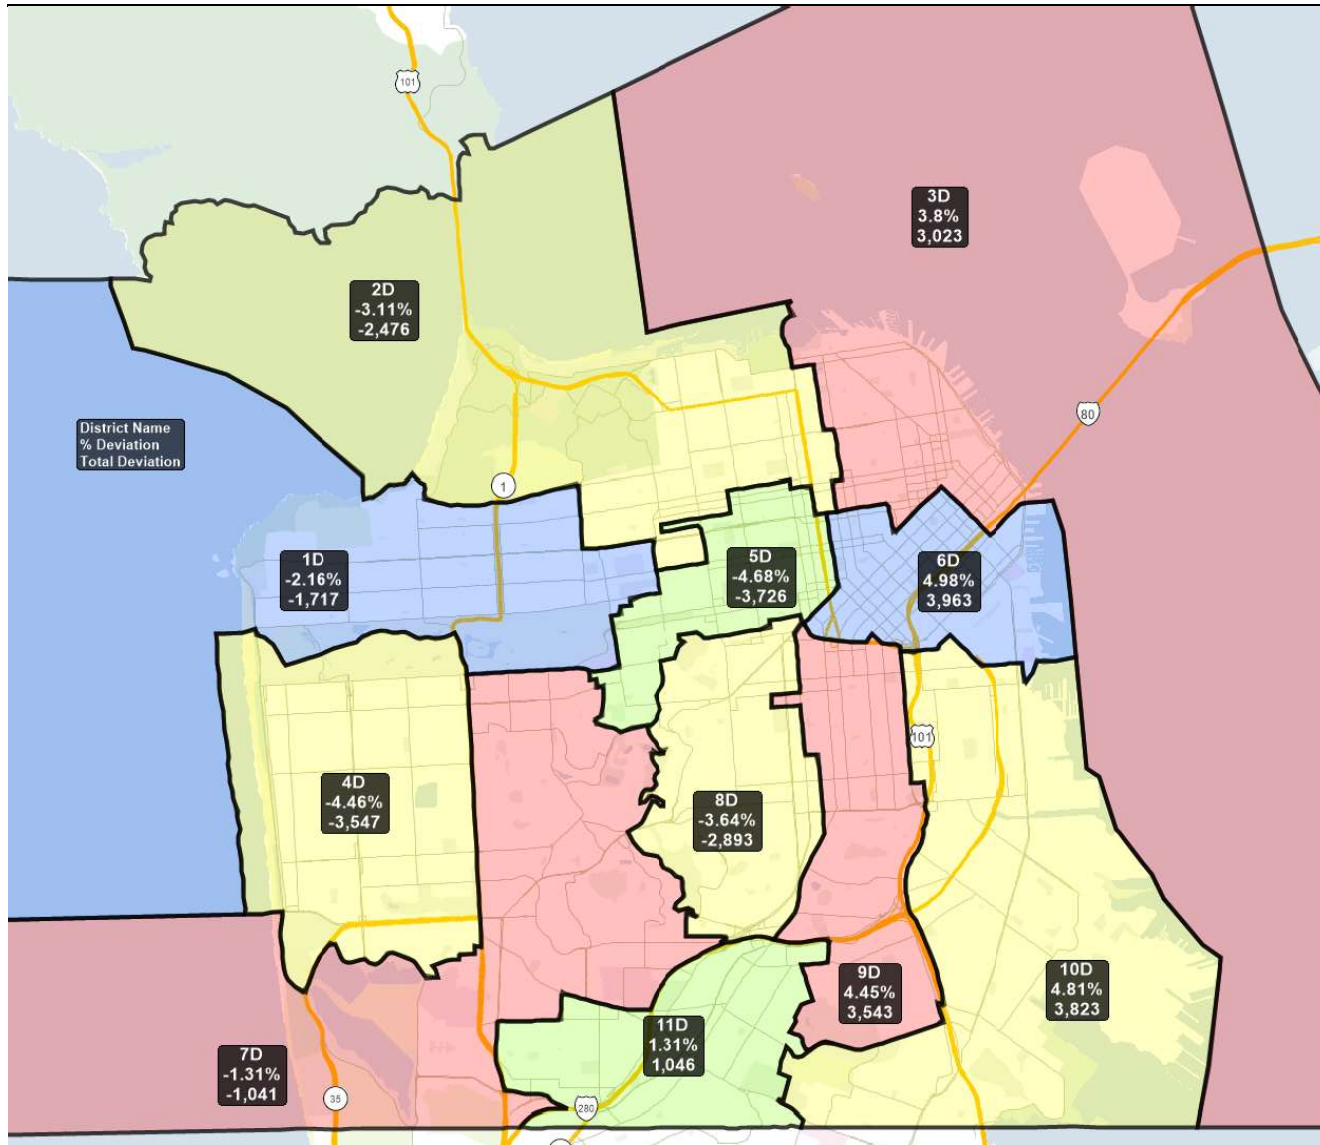 101
3D
3.8%
3,023
2D
-3.11%
-2,476
80
District Name
% Deviation
Total Deviation
1
1D
-2.16%
-1,717
5D
-4.68%
-3,726
6D
4.98%
3,963
101
4D
-4.46%
-3,547
8D
-3.64%
-2,893
9D
4.45%
3,543
10D
4.81%
3,823
11D
1.31%
1,046
7D
-1.31%
-1,041
35
280